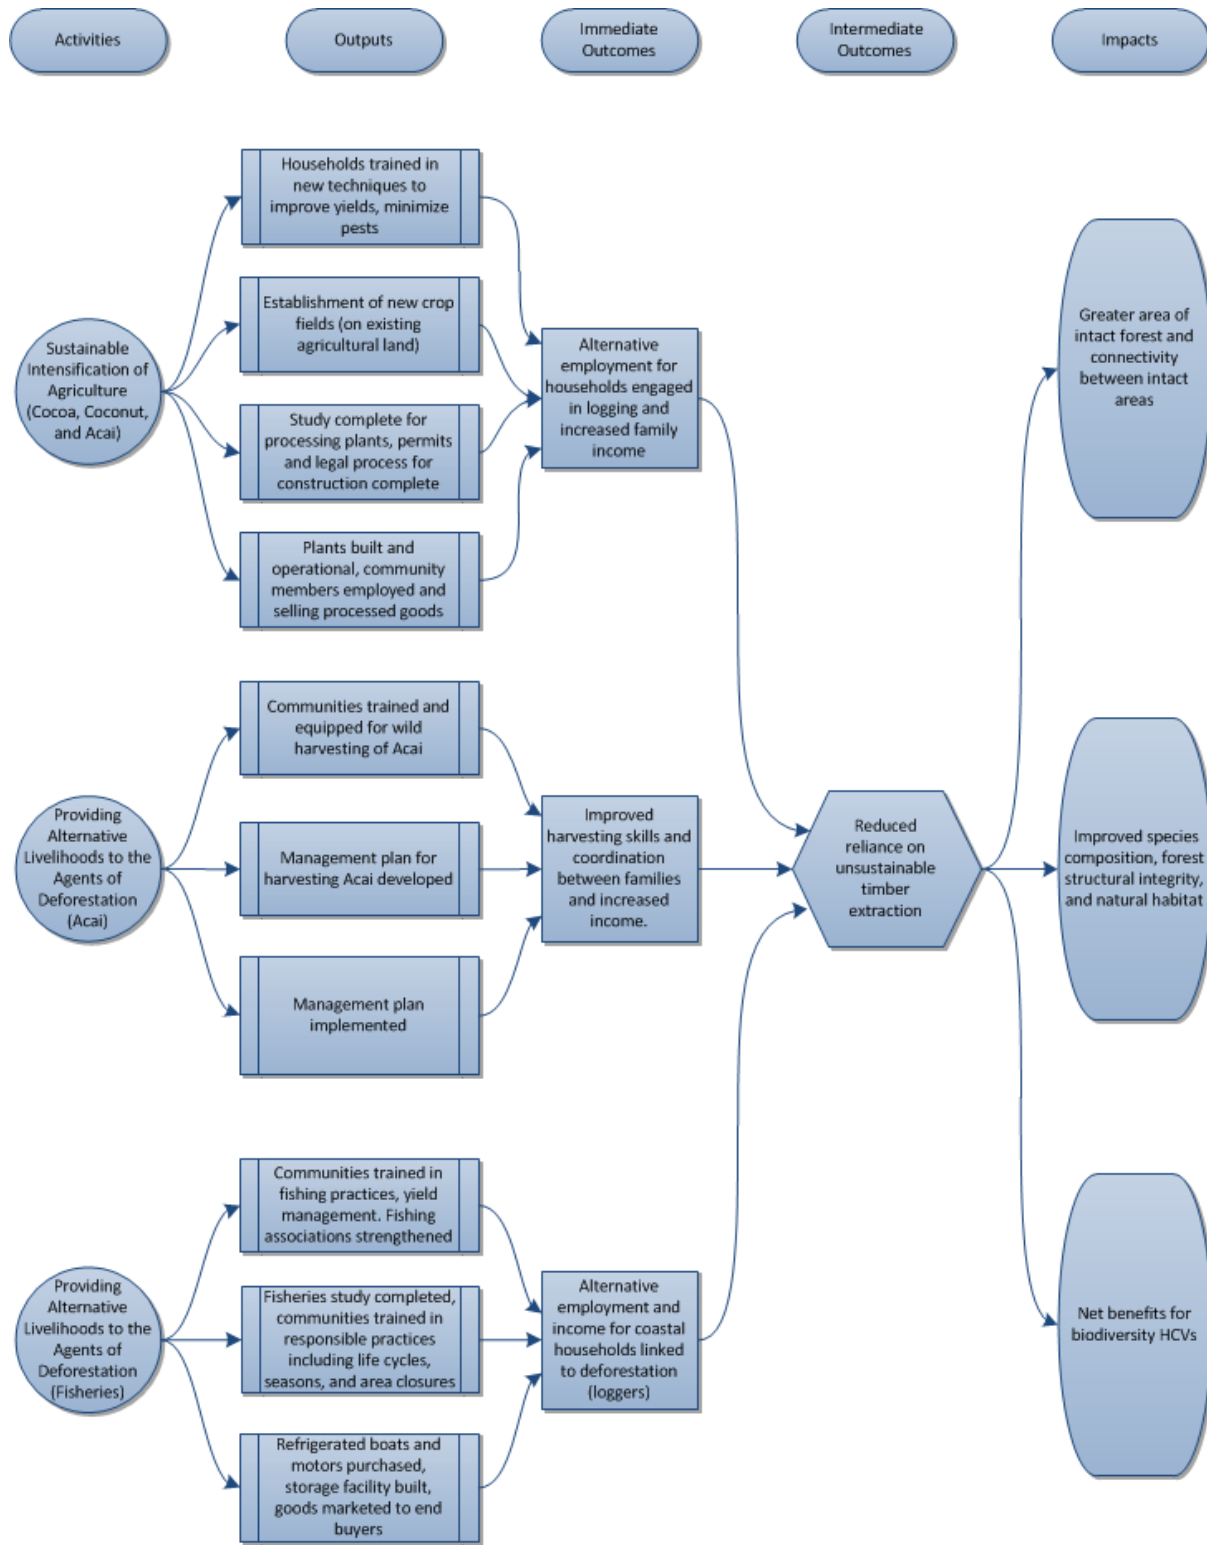 Activities
Outputs
Immediate
Outcomes
Intermediate
Outcomes
Impacts
Sustainable
Intensification of
Agriculture
(Cocoa, Coconut,
and Acai)
Households trained in
new techniques to
improve yields, minimize
pests
Establishment of new crop
fields (on existing
agricultural land)
Study complete for
processing plants, permits
and legal process for
construction complete
Plants built and
operational, community
members employed and
selling processed goods
Alternative
employment for
households engaged
in logging and
increased family
income
Providing
Alternative
Livelihoods to the
Agents of
Deforestation
(Acai)
Communities trained and
equipped for wild
harvesting of Acai
Management plan for
harvesting Acai developed
Management plan
implemented
Improved
harvesting skills and
coordination
between families
and increased
income.
Providing
Alternative
Livelihoods to the
Agents of
Deforestation
(Fisheries)
Communities trained in
fishing practices, yield
management. Fishing
associations strengthened
Fisheries study completed,
communities trained in
responsible practices
including life cycles,
seasons, and area closures
Refrigerated boats and
motors purchased,
storage facility built,
goods marketed to end
buyers
Alternative
employment and
income for coastal
households linked
to deforestation
(loggers)
Reduced
reliance on
unsustainable
timber
extraction
Greater area of
intact forest and
connectivity
between intact
areas
Improved species
composition, forest
structural integrity,
and natural habitat
Net benefits for
biodiversity HCVs